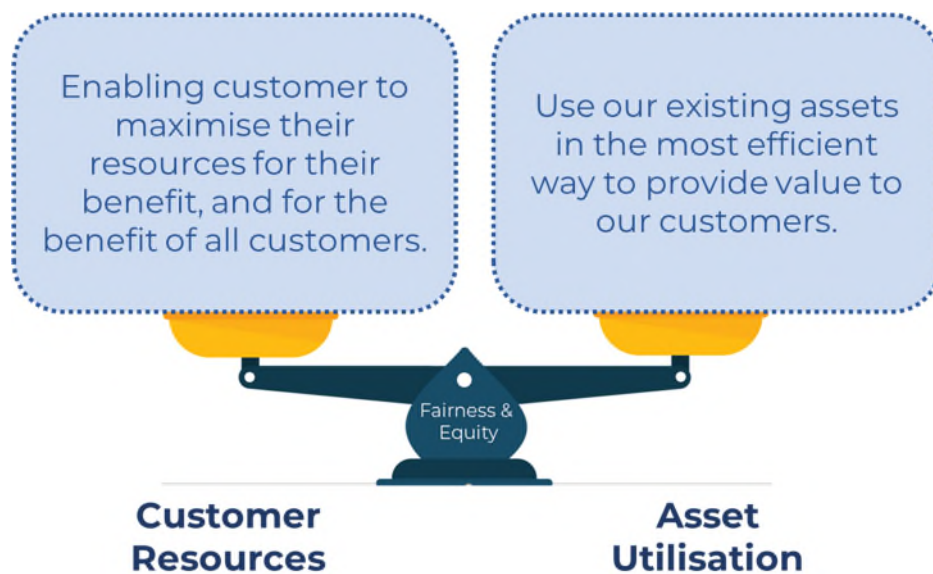 Enabling customer to
maximise their
resources for their
benefit, and for the
benefit of all customers.
Use our existing assets
in the most efficient
way to provide value to
our customers.
Fairness &
Equity
Customer
Resources
Asset
Utilisation